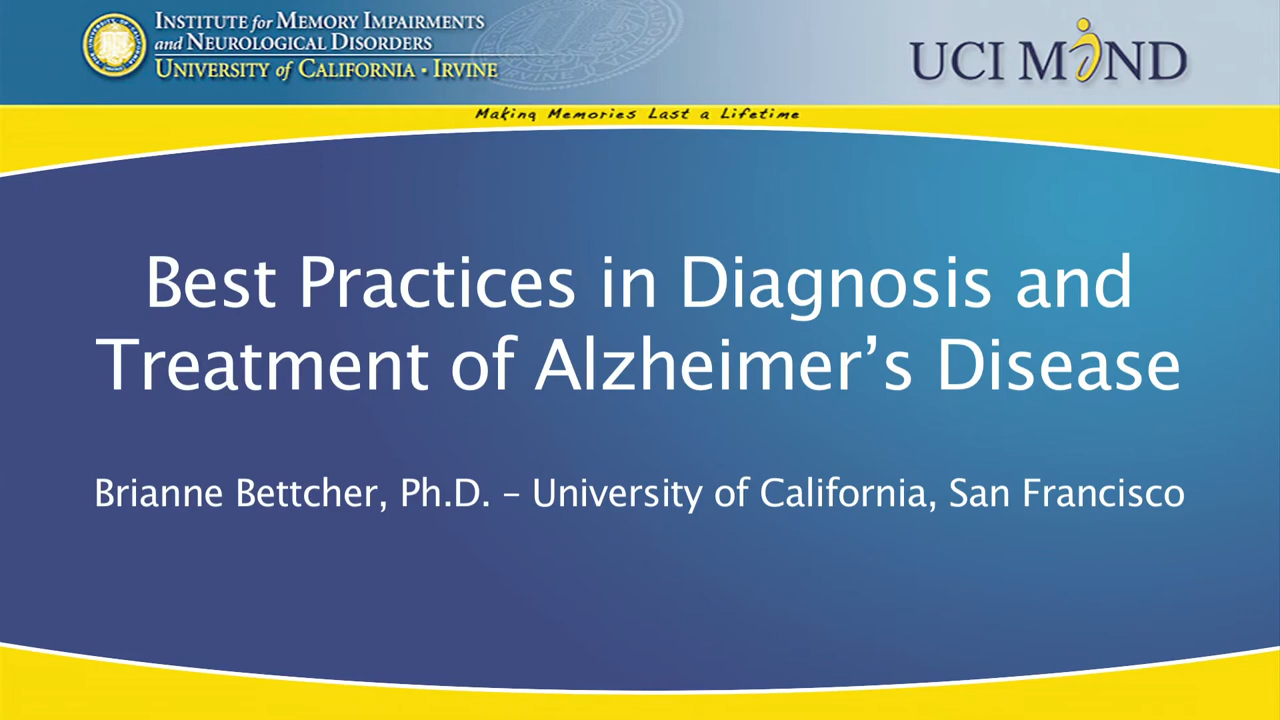 INSTITUTE for MEMORY IMPAIRMENTS
and NEUROLOGICAL DISORDERS
UNIVERSITY of CALIFORNIA · IRVINE
UCI MIND
Making Memories Last a Lifetime
Best Practices in Diagnosis and
Treatment of Alzheimer’s Disease
Brianne Bettcher, Ph.D. – University of California, San Francisco